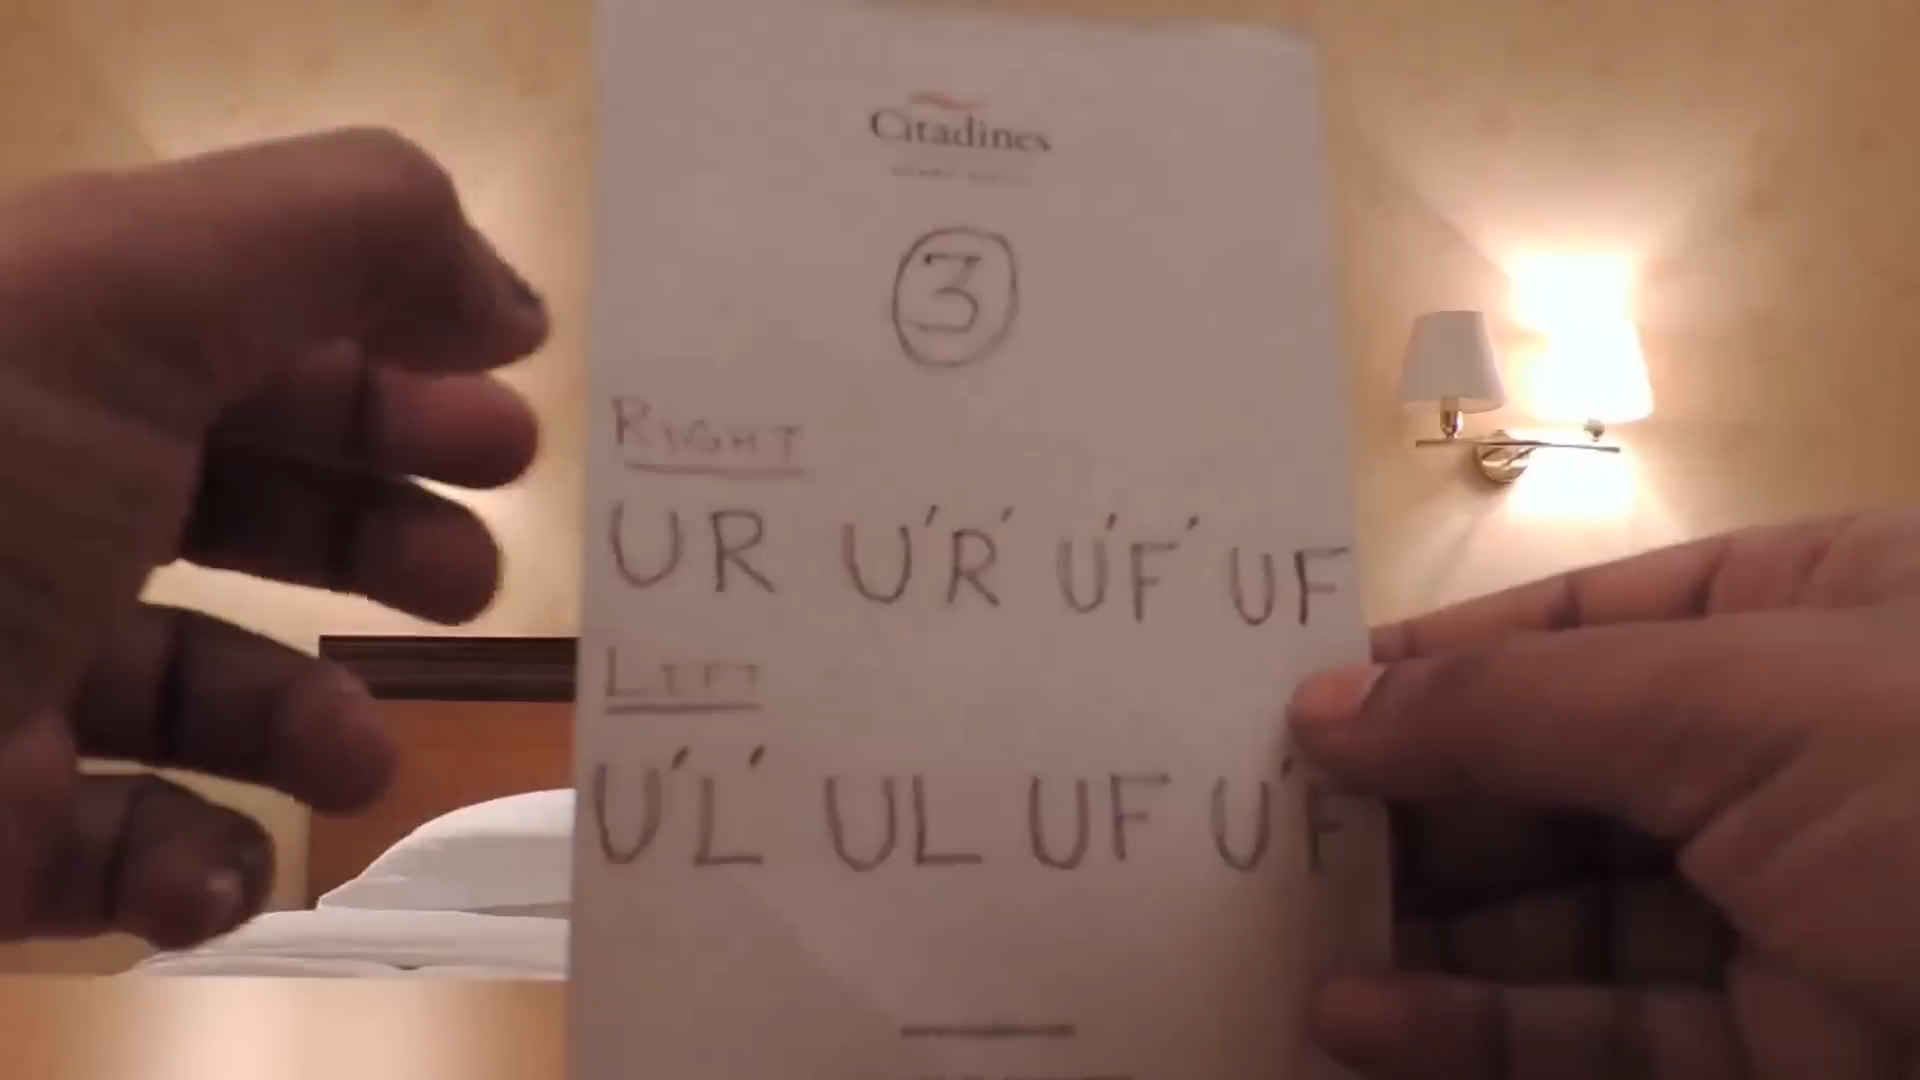 Citadines
3
RIGHT
UR U'R' U'F' UF
LEFT
U'L' UL UF U'F